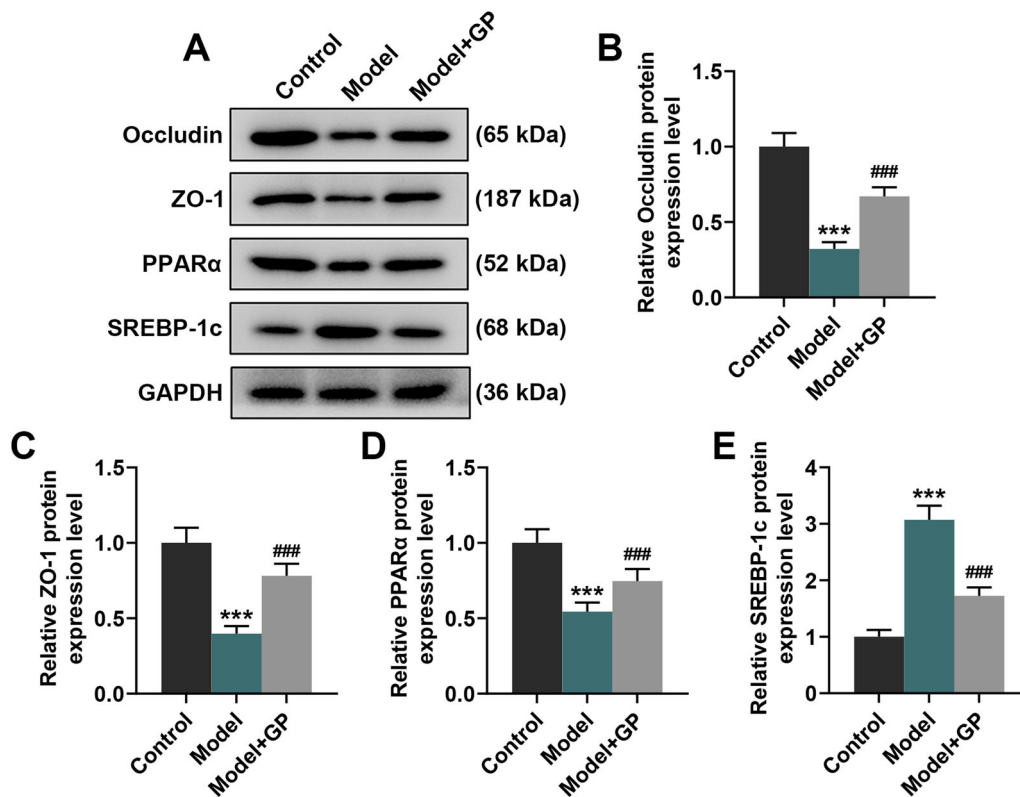 A
Control
Model
Model+GP
Occludin
(65 kDa)
ZO-1
(187 kDa)
PPARα
(52 kDa)
SREBP-1c
(68 kDa)
GAPDH
(36 kDa)
B
Relative Occludin protein
expression level
1.5
1.0
0.5
0.0
***
###
Control
Model
Model+GP
C
Relative ZO-1 protein
expression level
1.5
1.0
0.5
0.0
***
###
Control
Model
Model+GP
D
Relative PPARα protein
expression level
1.5
1.0
0.5
0.0
***
###
Control
Model
Model+GP
E
Relative SREBP-1c protein
expression level
4
3
2
1
0
***
###
Control
Model
Model+GP